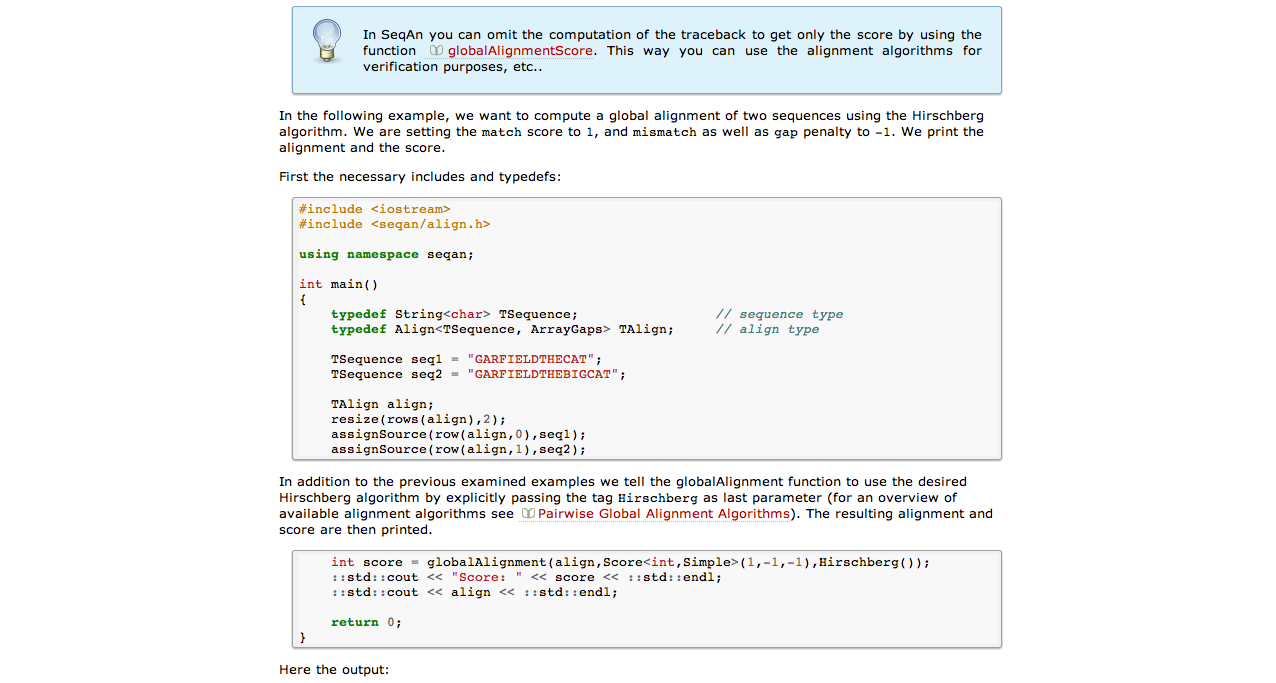 In SeqAn you can omit the computation of the traceback to get only the score by using the
function globalAlignmentScore. This way you can use the alignment algorithms for
verification purposes, etc..
In the following example, we want to compute a global alignment of two sequences using the Hirschberg
algorithm. We are setting the match score to 1, and mismatch as well as gap penalty to -1. We print the
alignment and the score.
First the necessary includes and typedefs:
#include <iostream>
#include <seqan/align.h>
using namespace seqan;
int main()
{
    typedef String<char> TSequence;                 // sequence type
    typedef Align<TSequence, ArrayGaps> TAlign;     // align type
    TSequence seq1 = "GARFIELDTHECAT";
    TSequence seq2 = "GARFIELDTHEBIGCAT";
    TAlign align;
    resize(rows(align),2);
    assignSource(row(align,0),seq1);
    assignSource(row(align,1),seq2);
In addition to the previous examined examples we tell the globalAlignment function to use the desired
Hirschberg algorithm by explicitly passing the tag Hirschberg as last parameter (for an overview of
available alignment algorithms see Pairwise Global Alignment Algorithms). The resulting alignment and
score are then printed.
    int score = globalAlignment(align,Score<int,Simple>(1,-1,-1),Hirschberg());
    ::std::cout << "Score: " << score << ::std::endl;
    ::std::cout << align << ::std::endl;
    return 0;
}
Here the output: